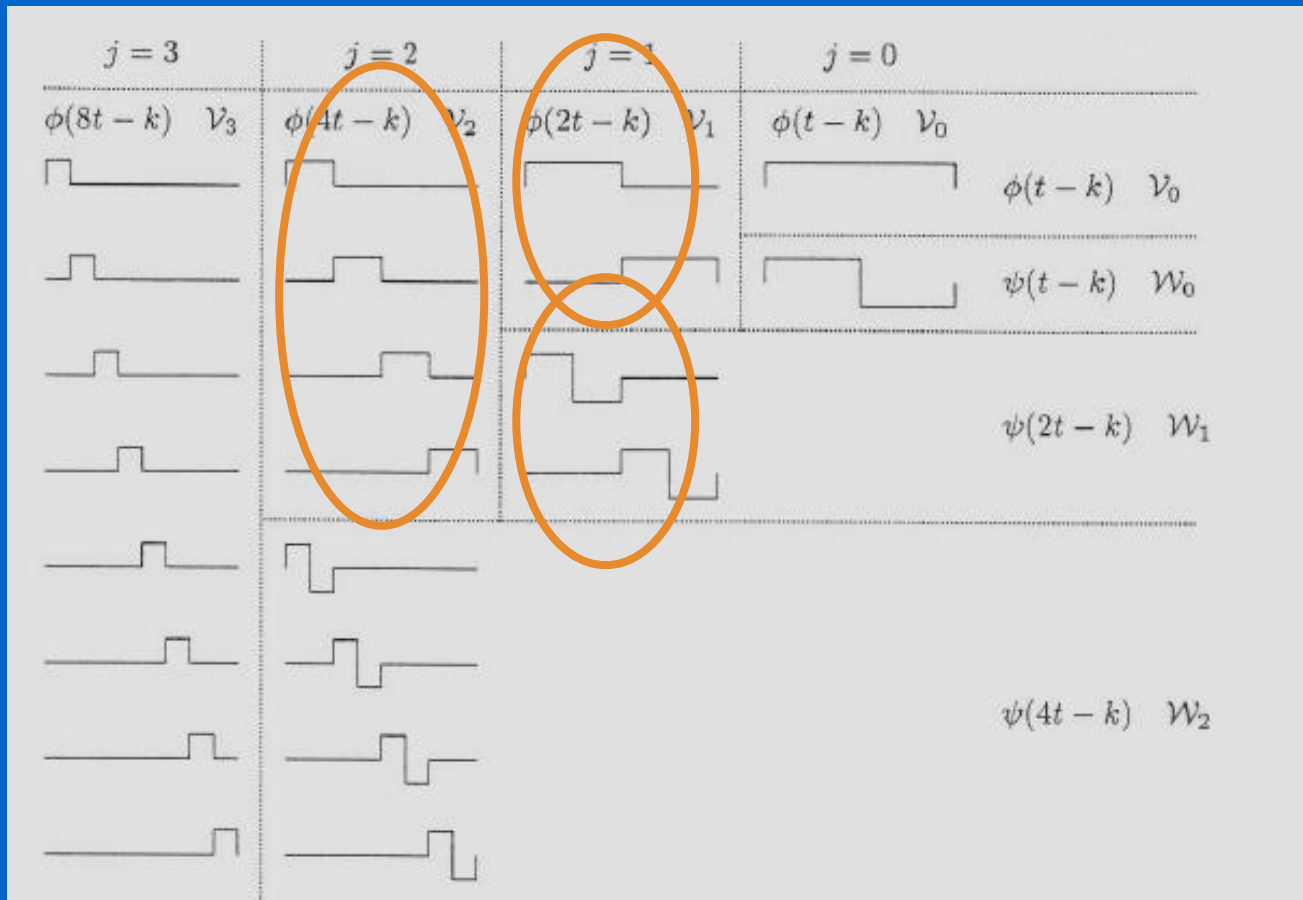 j = 3 j = 2 j = 1 j = 0
ϕ(8t − k) 𝒱₃ ϕ(4t − k) 𝒱₂ ϕ(2t − k) 𝒱₁ ϕ(t − k) 𝒱₀
ϕ(t − k) 𝒱₀
ψ(t − k) 𝒲₀
ψ(2t − k) 𝒲₁
ψ(4t − k) 𝒲₂